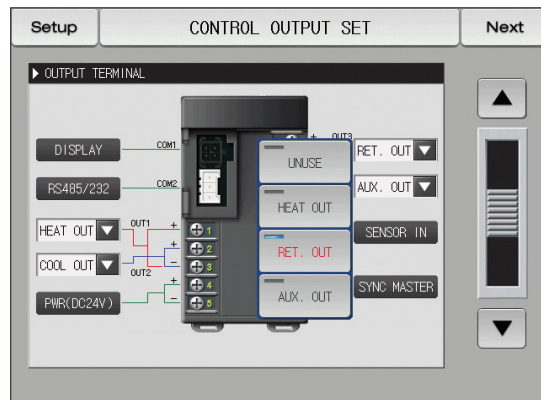 Setup
CONTROL OUTPUT SET
Next
▶ OUTPUT TERMINAL
DISPLAY
COM1
RS485/232
COM2
HEAT OUT
OUT1
+
COOL OUT
OUT2
+
-
-
PWR(DC24V)
+
-
1
2
3
4
5
+
OUT3
UNUSE
HEAT OUT
RET. OUT
AUX. OUT
RET. OUT
AUX. OUT
SENSOR IN
SYNC MASTER